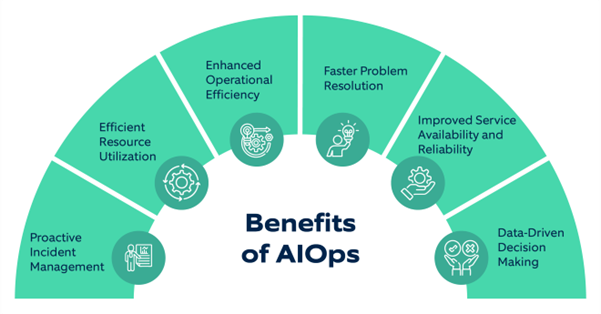 Proactive
Incident
Management
Efficient
Resource
Utilization
Enhanced
Operational
Efficiency
Faster Problem
Resolution
Improved Service
Availability and
Reliability
Data-Driven
Decision
Making
Benefits
of AIOps